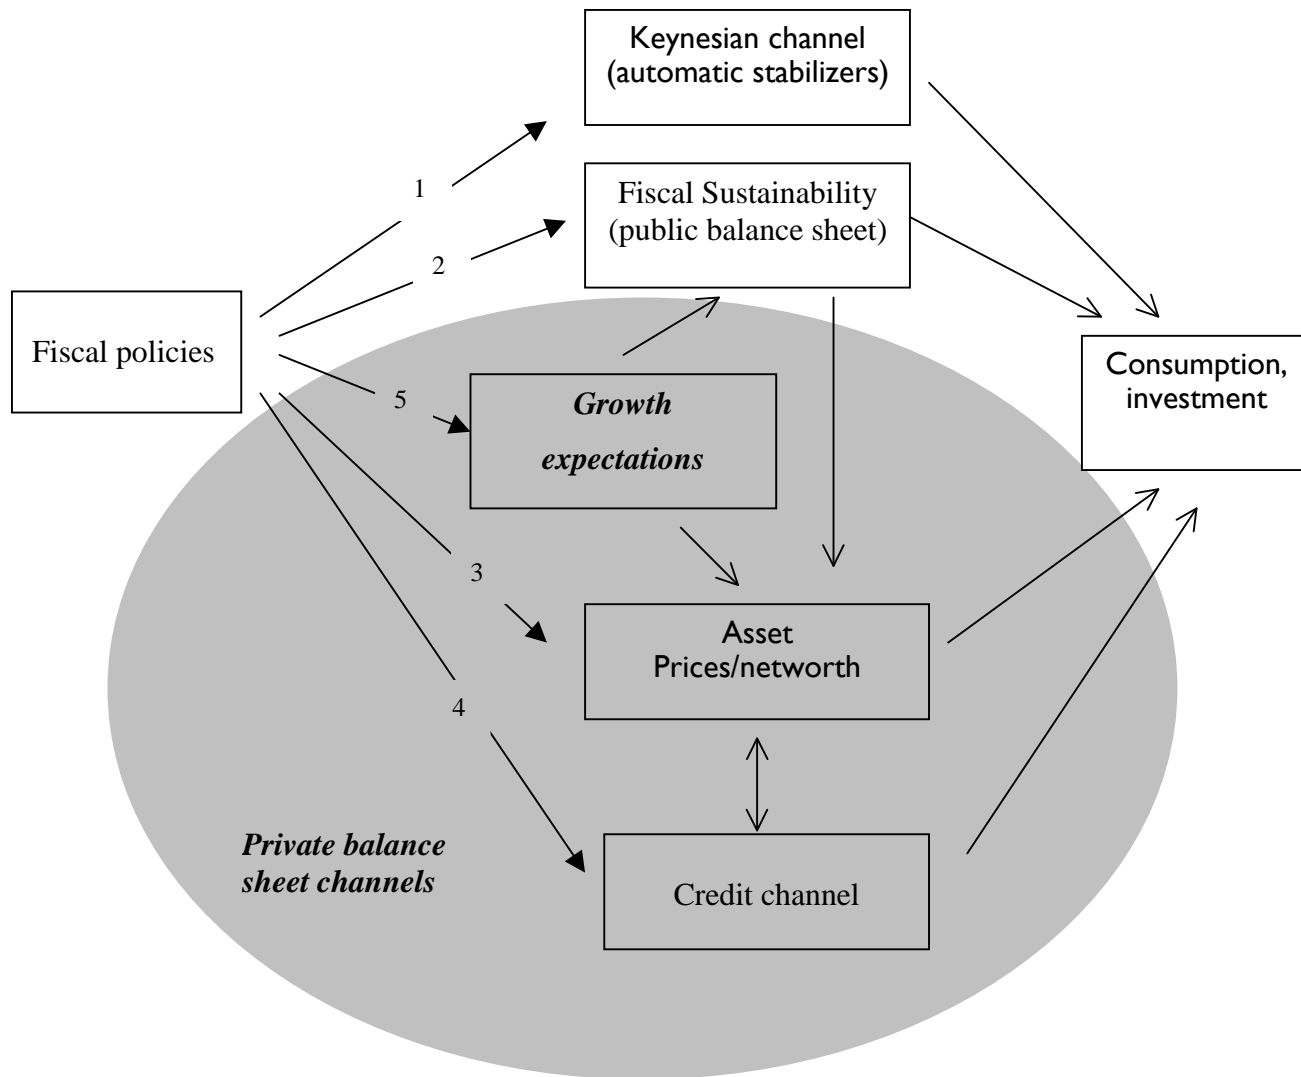 Keynesian channel
(automatic stabilizers)
1
Fiscal Sustainability
(public balance sheet)
2
Fiscal policies
Consumption,
investment
5
Growth
expectations
3
Asset
Prices/networth
4
Private balance
sheet channels
Credit channel